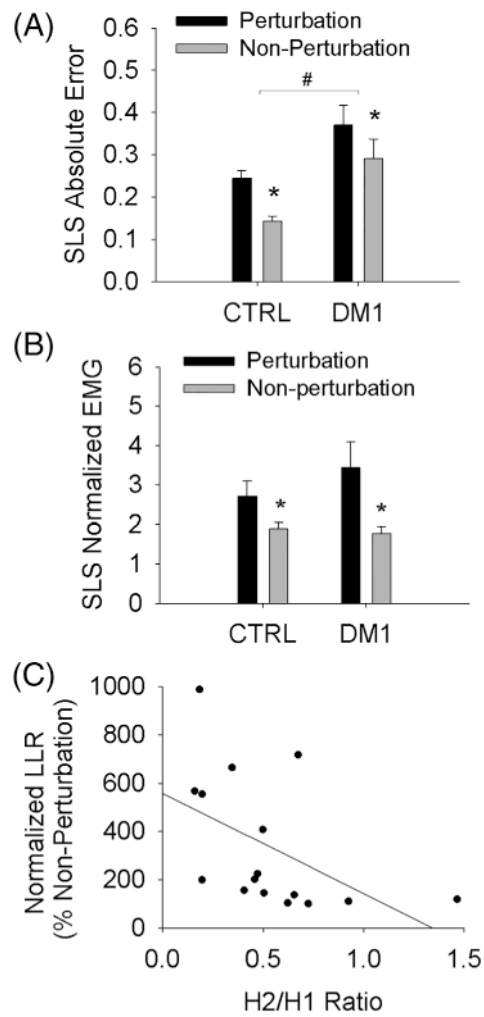 (A)
Perturbation
Non-Perturbation
#
0.6
0.5
0.4
0.3
0.2
0.1
0.0
SLS Absolute Error
*
*
CTRL DM1
(B)
Perturbation
Non-perturbation
6
5
4
3
2
1
0
SLS Normalized EMG
*
*
CTRL DM1
(C)
1000
800
600
400
200
0
Normalized LLR
(% Non-Perturbation)
0.0 0.5 1.0 1.5
H2/H1 Ratio